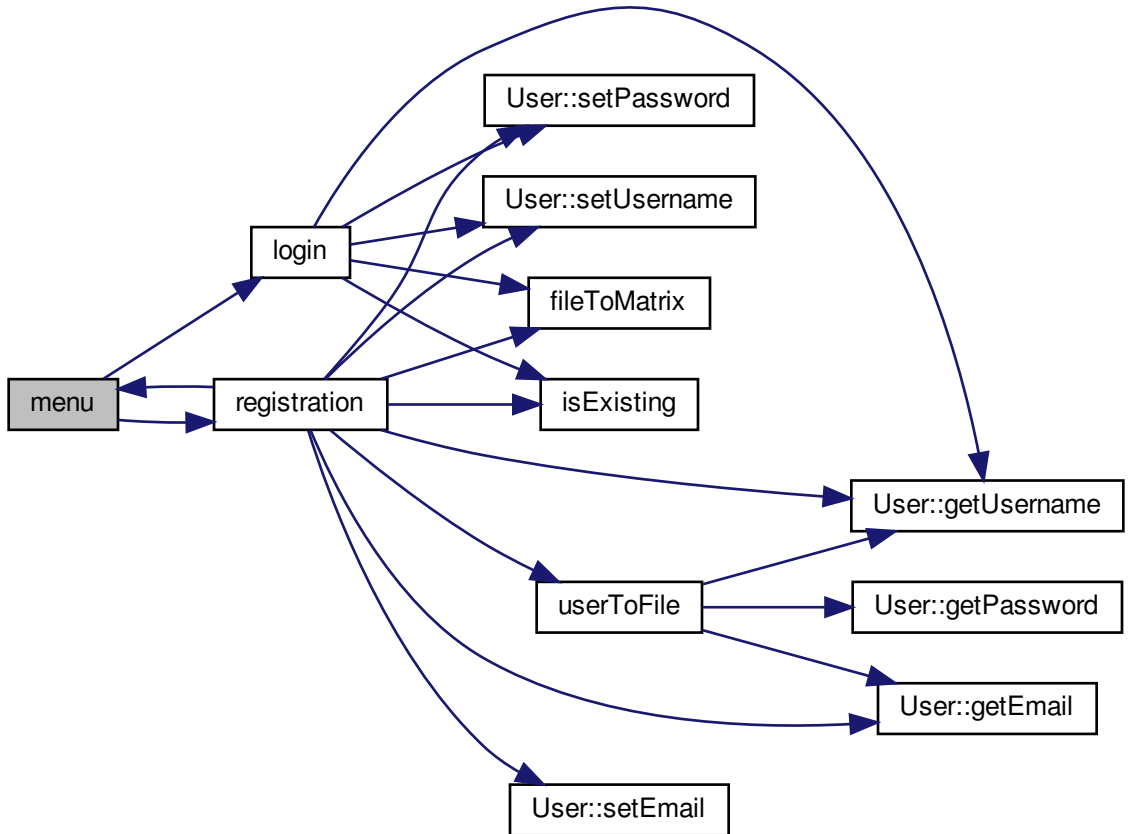 User::setPassword
User::setUsername
login
fileToMatrix
menu
registration
isExisting
User::getUsername
userToFile
User::getPassword
User::getEmail
User::setEmail